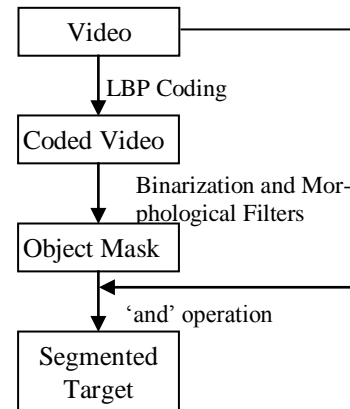 Video
LBP Coding
Coded Video
Binarization and Mor-
phological Filters
Object Mask
‘and’ operation
Segmented
Target